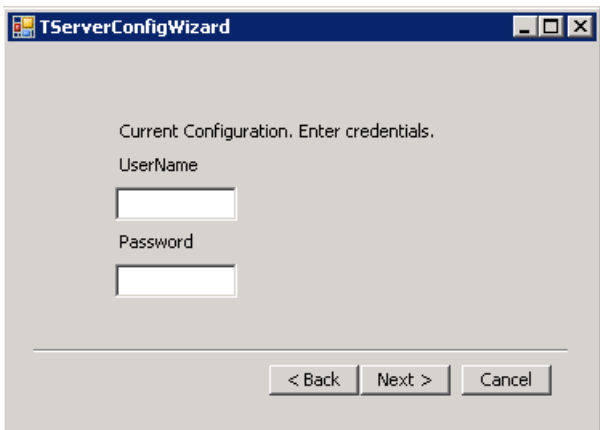 TServerConfigWizard
Current Configuration. Enter credentials.
UserName
Password
< Back Next > Cancel